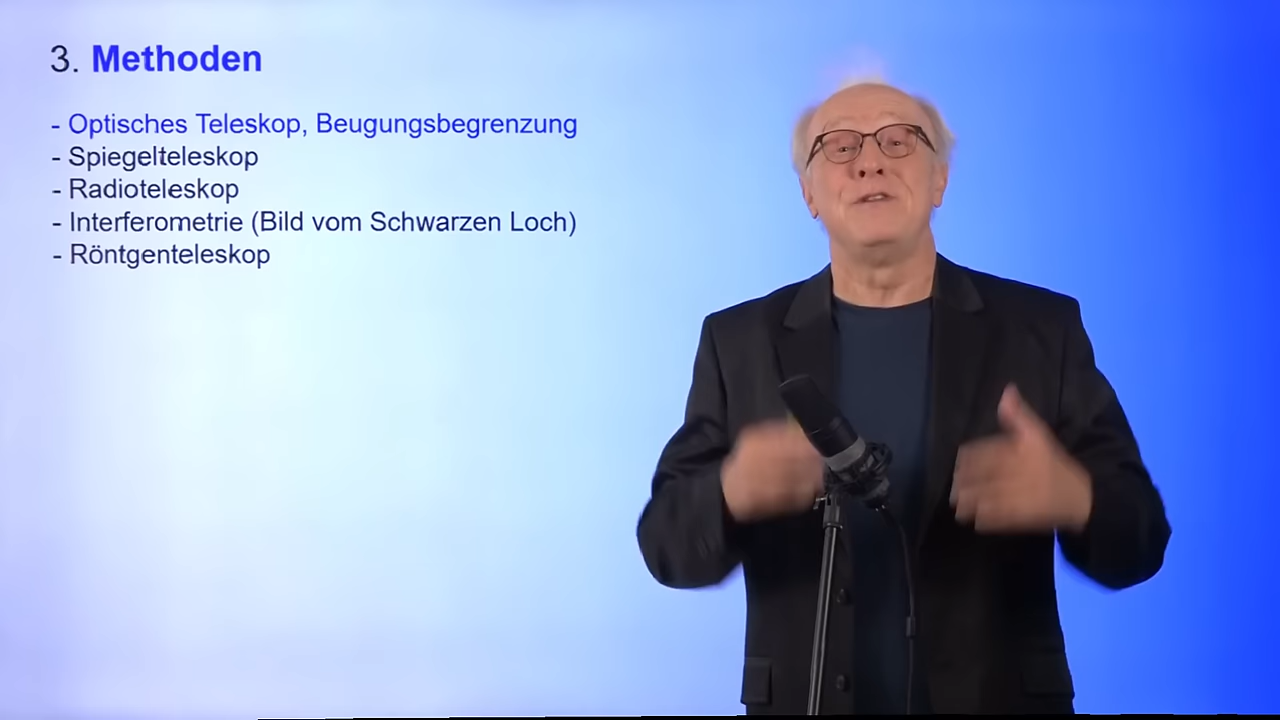 3. Methoden
- Optisches Teleskop, Beugungsbegrenzung
- Spiegelteleskop
- Radioteleskop
- Interferometrie (Bild vom Schwarzen Loch)
- Röntgenteleskop